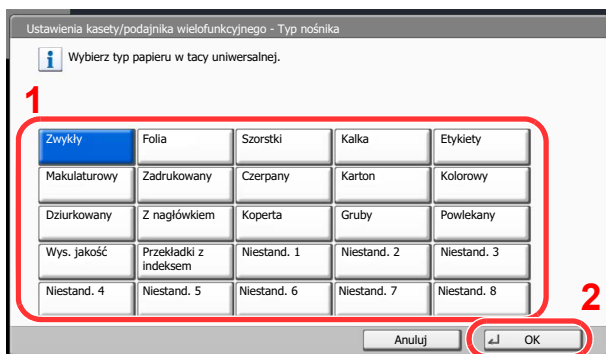 Ustawienia kasety/podajnika wielofunkcyjnego - Typ nośnika
i Wybierz typ papieru w tacy uniwersalnej.
1
Zwykły Folia Szorstki Kalka Etykiety
Makulaturowy Zadrukowany Czerpany Karton Kolorowy
Dziurkowany Z nagłówkiem Koperta Gruby Powlekany
Wys. jakość Przekładki z indeksem Niestand. 1 Niestand. 2 Niestand. 3
Niestand. 4 Niestand. 5 Niestand. 6 Niestand. 7 Niestand. 8
2
Anuluj OK